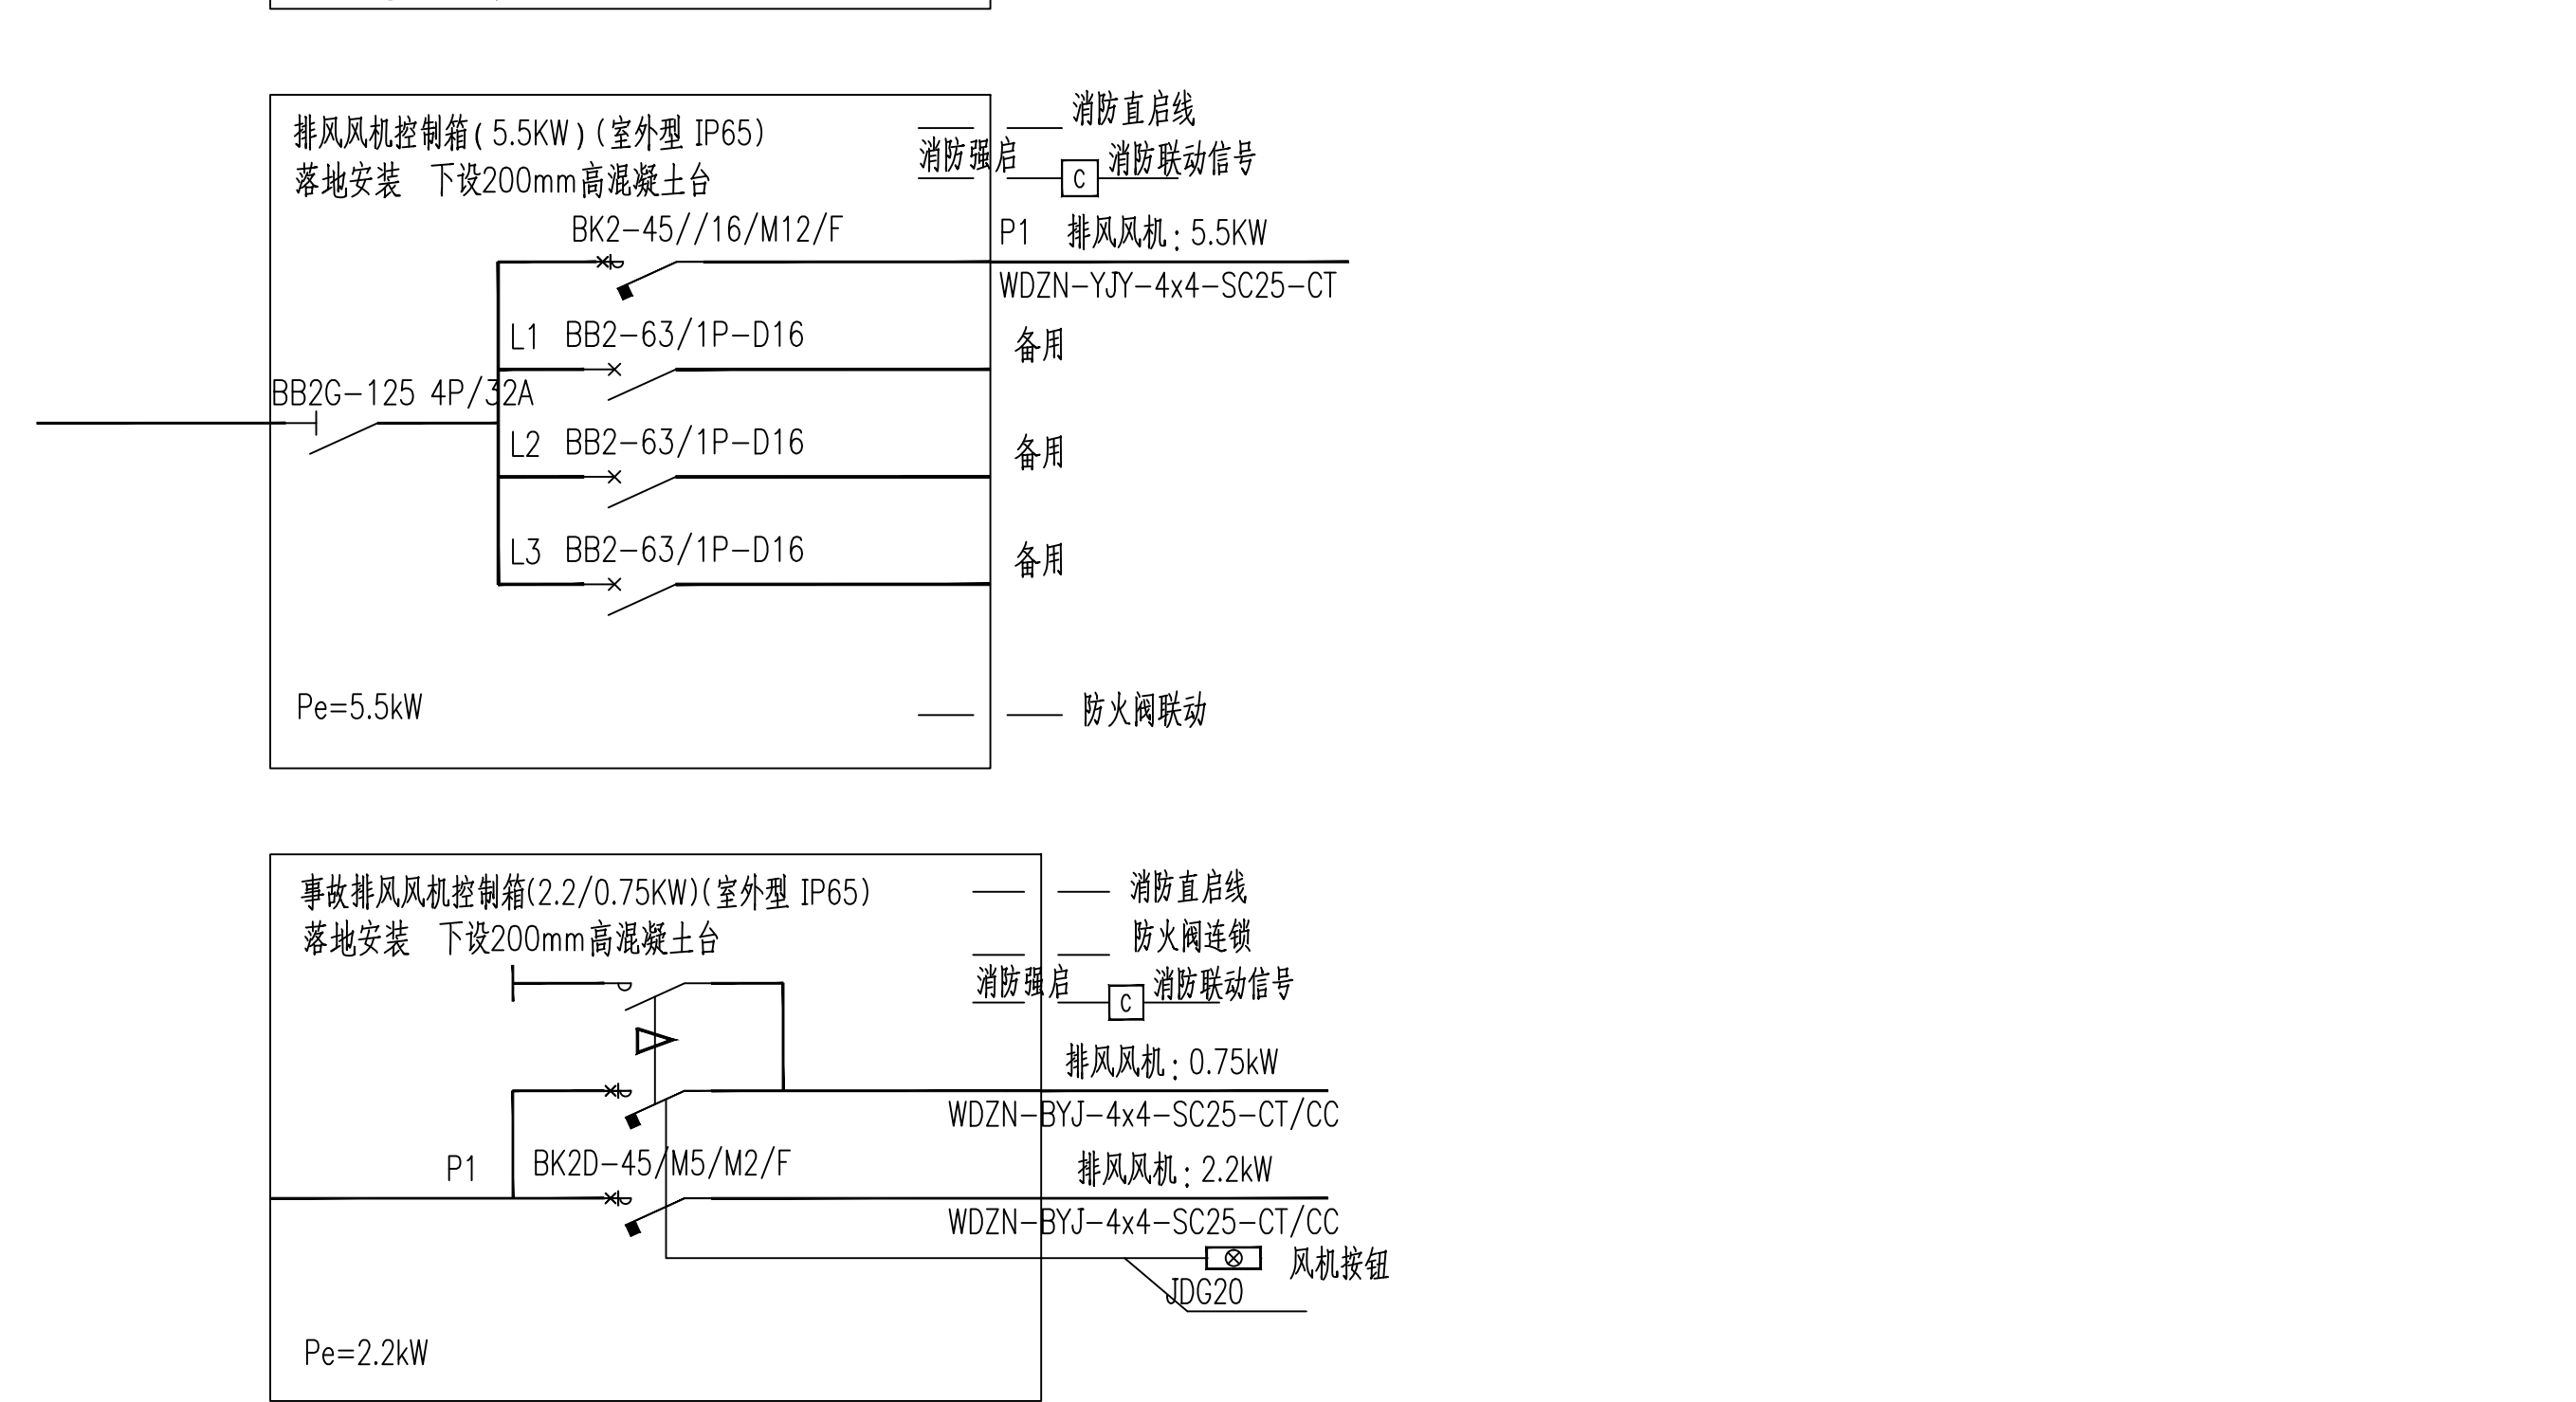 排风风机控制箱(5.5KW)(室外型 IP65)
落地安装 下设200mm高混凝土台
消防直启线
消防强启
消防联动信号
C
BK2-45//16/M12/F
P1 排风风机:5.5KW
WDZN-YJY-4x4-SC25-CT
L1 BB2-63/1P-D16
备用
BB2G-125 4P/32A
L2 BB2-63/1P-D16
备用
L3 BB2-63/1P-D16
备用
Pe=5.5kW
防火阀联动
事故排风风机控制箱(2.2/0.75KW)(室外型 IP65)
落地安装 下设200mm高混凝土台
消防直启线
防火阀连锁
消防强启
消防联动信号
C
排风风机:0.75kW
WDZN-BYJ-4x4-SC25-CT/CC
P1
BK2D-45/M5/M2/F
排风风机:2.2kW
WDZN-BYJ-4x4-SC25-CT/CC
风机按钮
JDG20
Pe=2.2kW